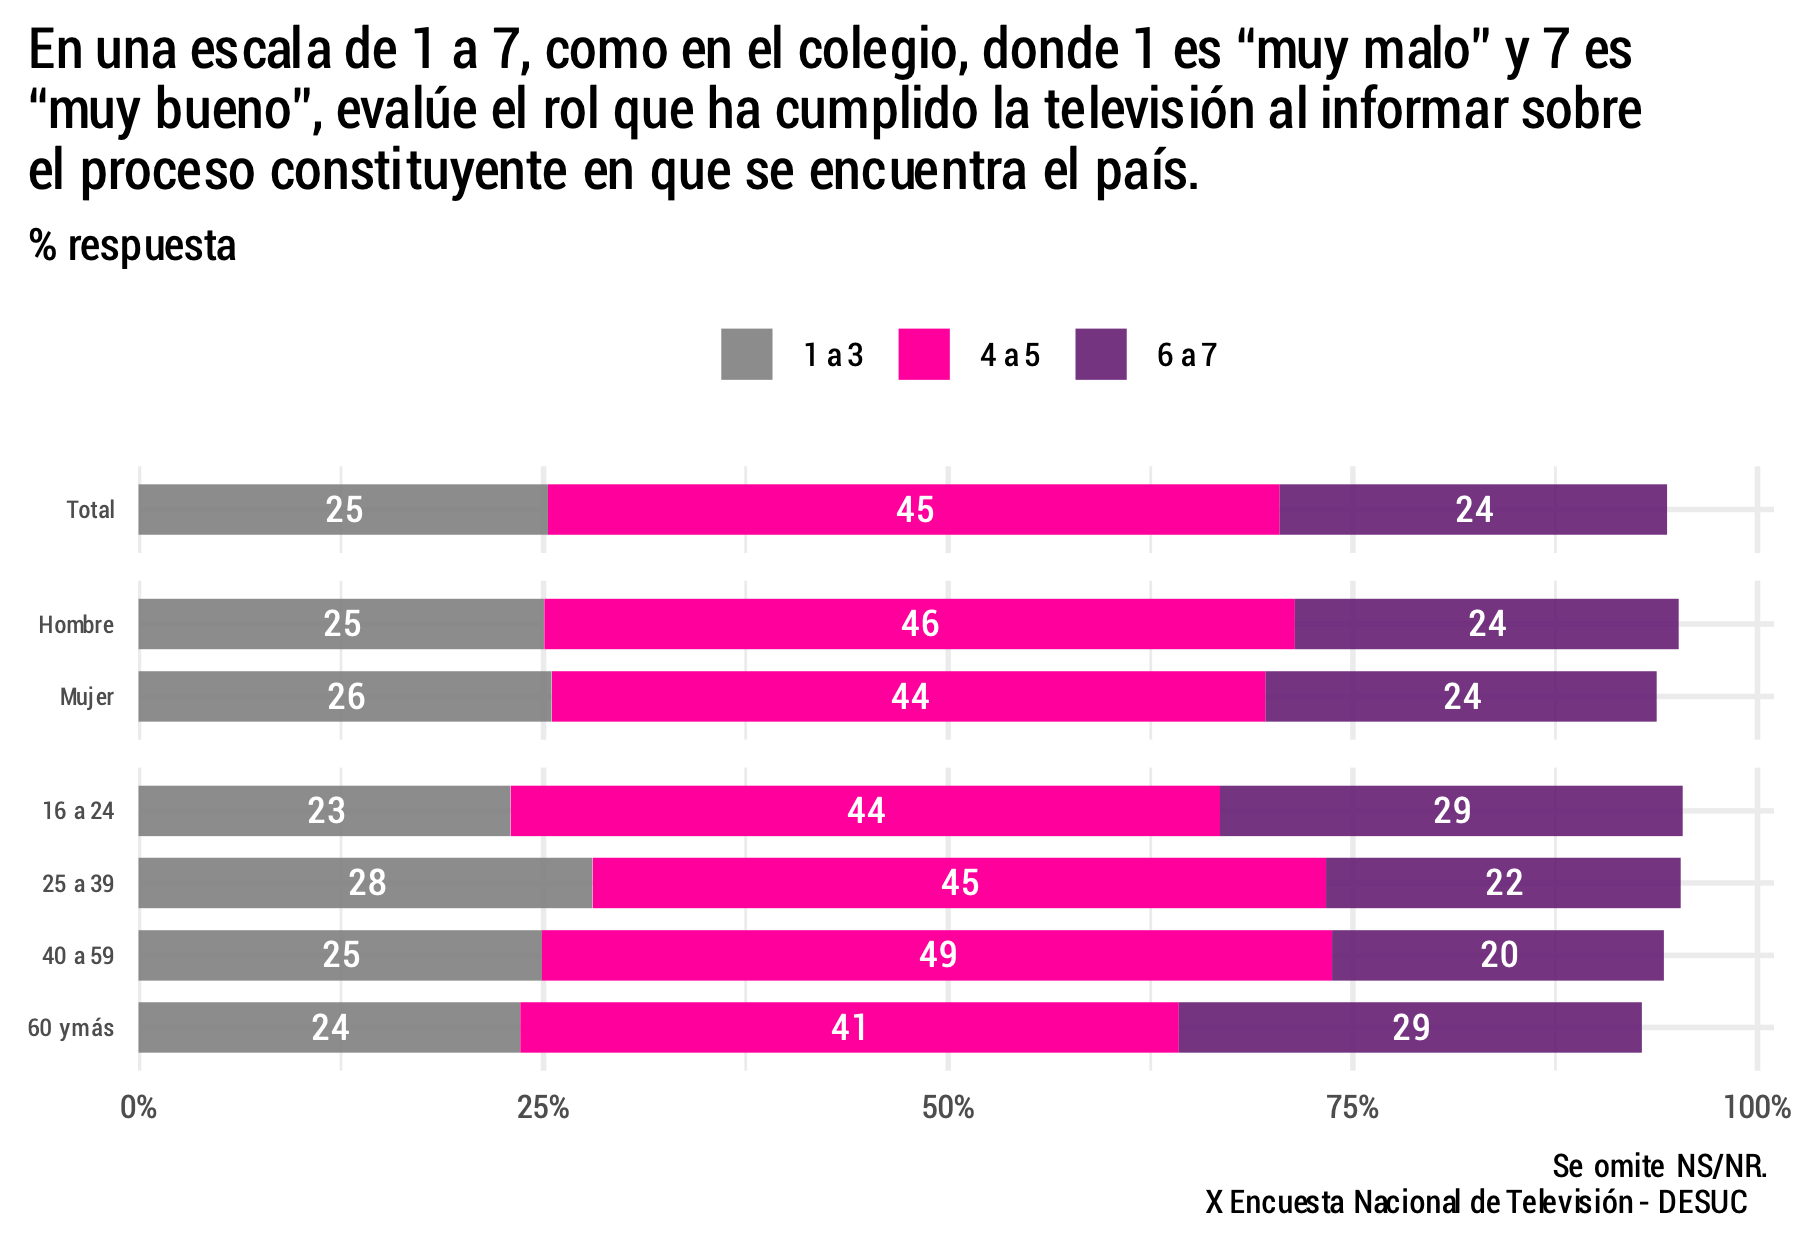 En una escala de 1 a 7, como en el colegio, donde 1 es “muy malo” y 7 es
“muy bueno”, evalúe el rol que ha cumplido la televisión al informar sobre
el proceso constituyente en que se encuentra el país.
% respuesta
1 a 3 4 a 5 6 a 7
Total 25 45 24
Hombre 25 46 24
Mujer 26 44 24
16 a 24 23 44 29
25 a 39 28 45 22
40 a 59 25 49 20
60 y más 24 41 29
0% 25% 50% 75% 100%
Se omite NS/NR.
X Encuesta Nacional de Televisión - DESUC